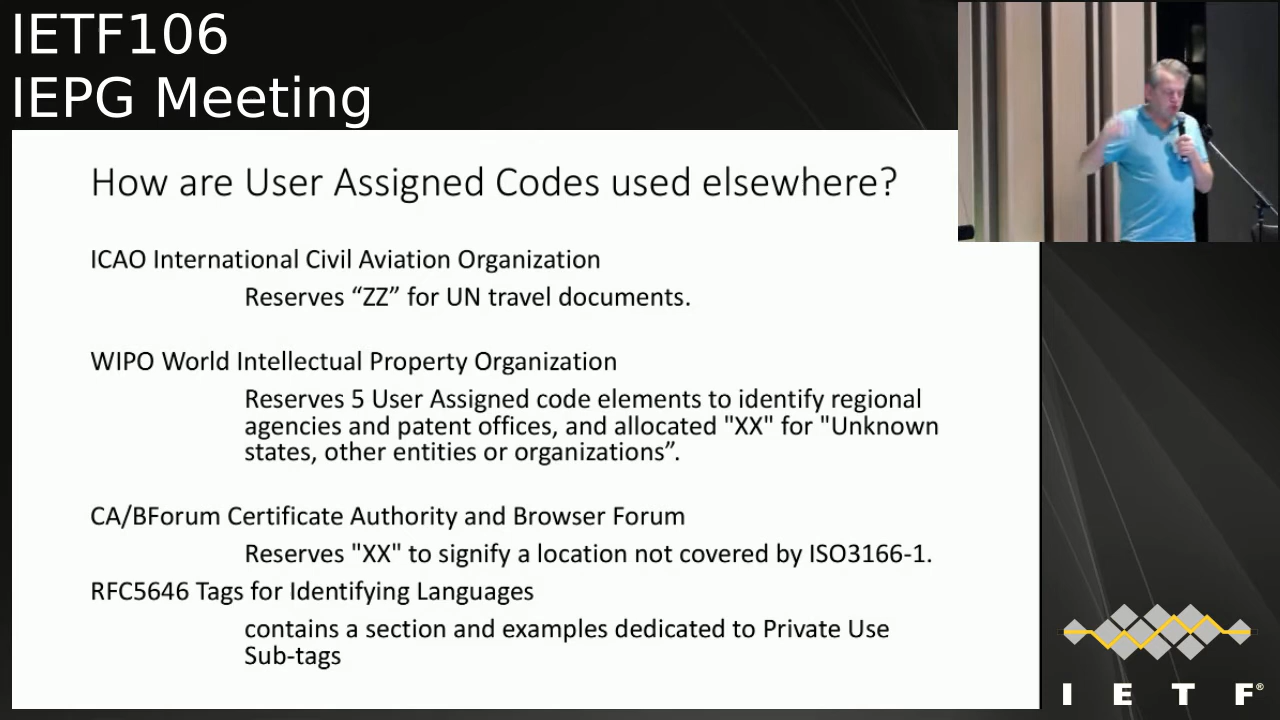 IETF106
IEPG Meeting
How are User Assigned Codes used elsewhere?
ICAO International Civil Aviation Organization
Reserves “ZZ” for UN travel documents.
WIPO World Intellectual Property Organization
Reserves 5 User Assigned code elements to identify regional
agencies and patent offices, and allocated "XX" for "Unknown
states, other entities or organizations”.
CA/BForum Certificate Authority and Browser Forum
Reserves "XX" to signify a location not covered by ISO3166-1.
RFC5646 Tags for Identifying Languages
contains a section and examples dedicated to Private Use
Sub-tags
I E T F®